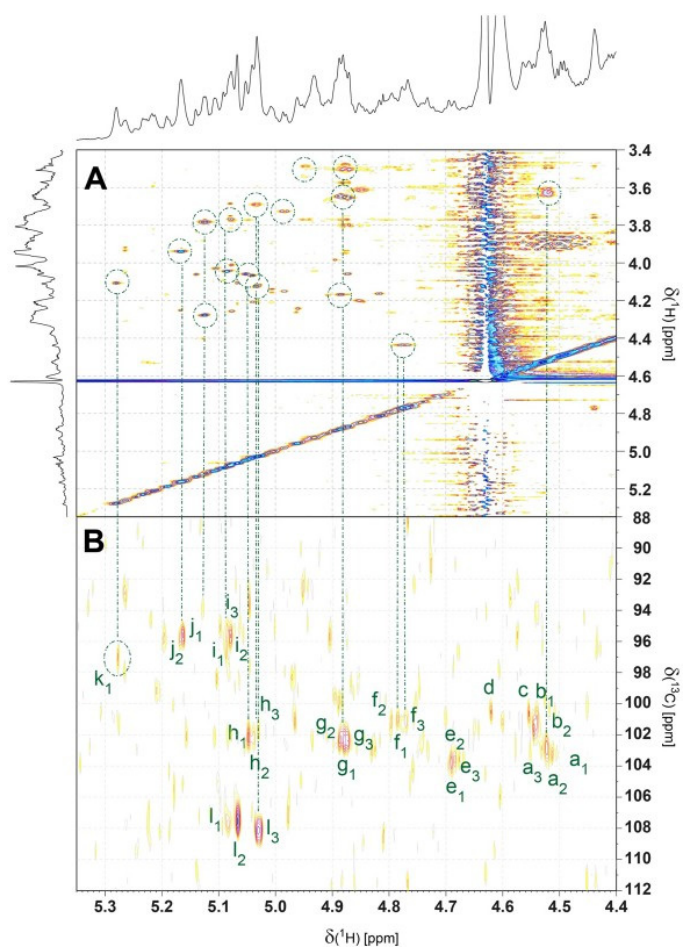 A
3.4
3.6
3.8
4.0
4.2
4.4
4.6
4.8
5.0
5.2
δ(¹H) [ppm]
B
88
90
92
94
96
98
100
102
104
106
108
110
112
δ(¹³C) [ppm]
i₃
j₁
j₂
i₁
i₂
k₁
h₃
h₁
h₂
l₁
l₃
l₂
g₂
g₃
g₁
f₂
f₃
f₁
e₂
e₃
e₁
d
c
b₁
b₂
a₁
a₃
a₂
5.3
5.2
5.1
5.0
4.9
4.8
4.7
4.6
4.5
4.4
δ(¹H) [ppm]